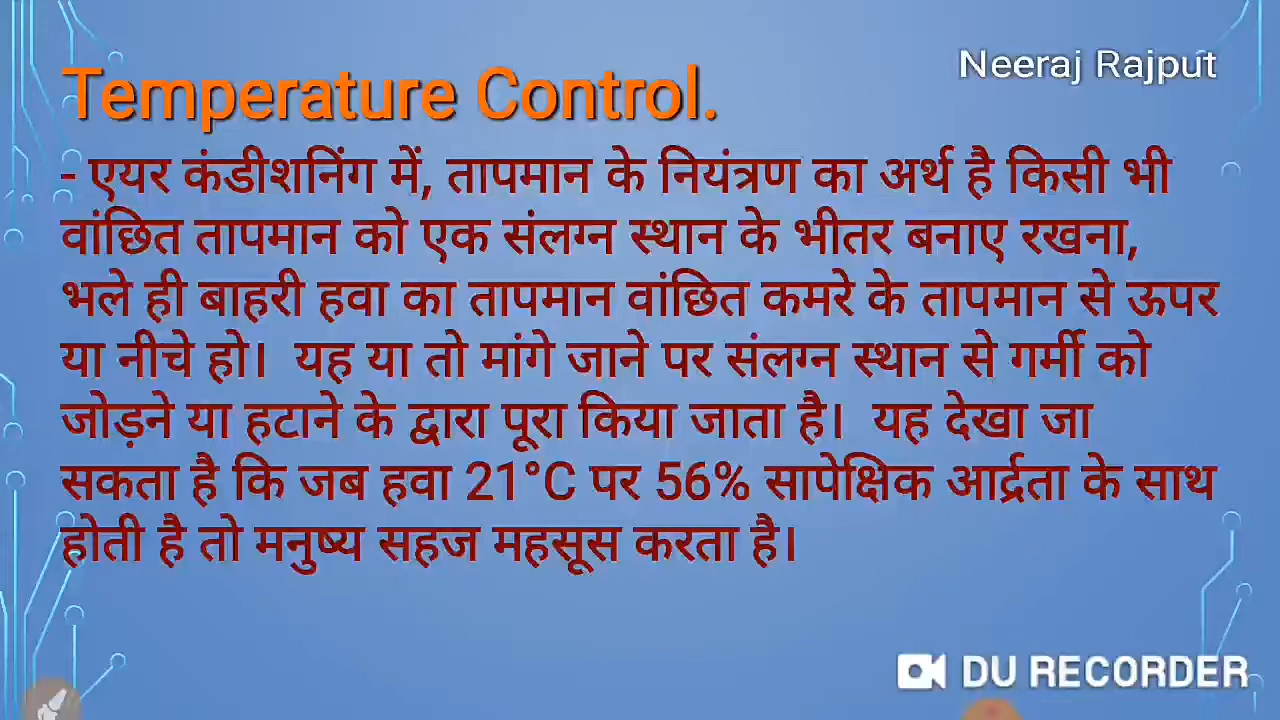 Neeraj Rajput
Temperature Control.
- एयर कंडीशनिंग में, तापमान के नियंत्रण का अर्थ है किसी भी
वांछित तापमान को एक संलग्न स्थान के भीतर बनाए रखना,
भले ही बाहरी हवा का तापमान वांछित कमरे के तापमान से ऊपर
या नीचे हो। यह या तो मांगे जाने पर संलग्न स्थान से गर्मी को
जोड़ने या हटाने के द्वारा पूरा किया जाता है। यह देखा जा
सकता है कि जब हवा 21°C पर 56% सापेक्षिक आर्द्रता के साथ
होती है तो मनुष्य सहज महसूस करता है।
DU RECORDER